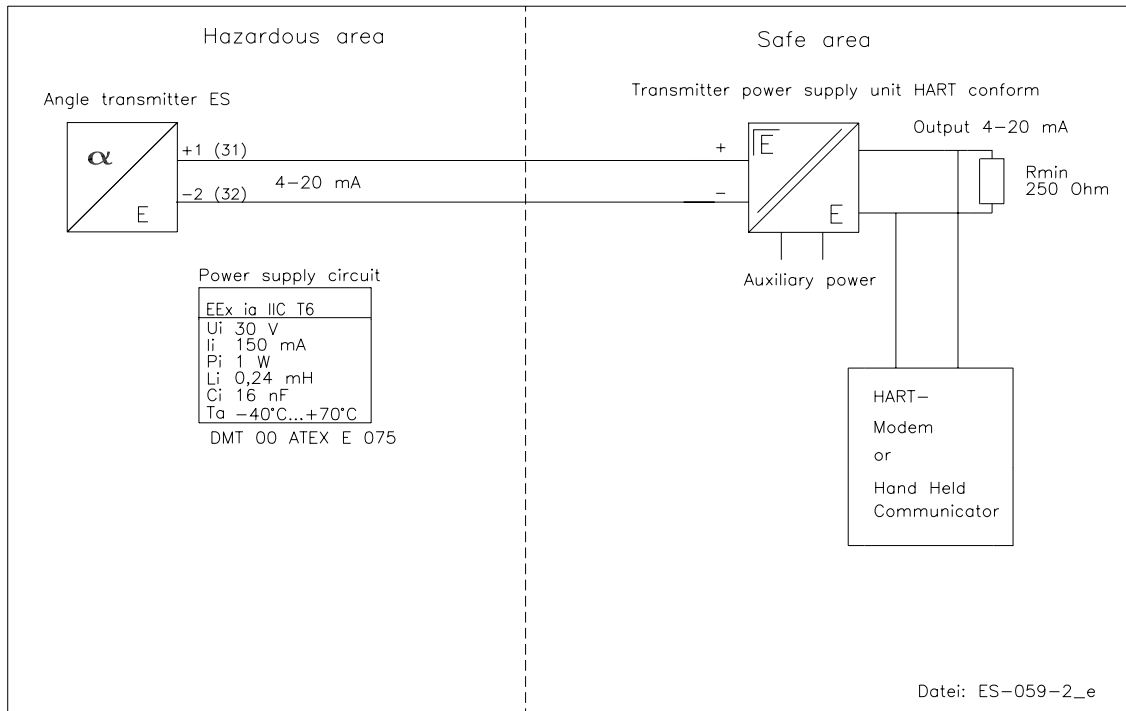 Hazardous area
Safe area
Angle transmitter ES
Transmitter power supply unit HART conform
α
E
+1 (31)
4-20 mA
-2 (32)
+
-
E
E
Output 4-20 mA
Rmin
250 Ohm
Auxiliary power
Power supply circuit
EEx ia IIC T6
Ui 30 V
Ii 150 mA
Pi 1 W
Li 0,24 mH
Ci 16 nF
Ta -40°C...+70°C
DMT 00 ATEX E 075
HART-
Modem
or
Hand Held
Communicator
Datei: ES-059-2_e